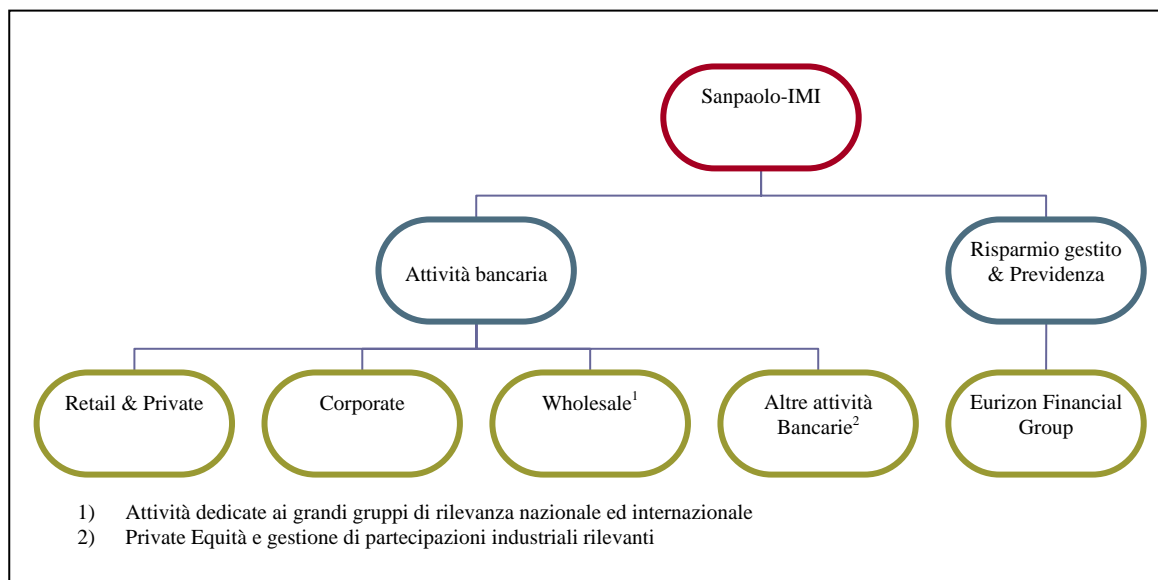 Sanpaolo-IMI
Attività bancaria
Risparmio gestito
& Previdenza
Retail & Private
Corporate
Wholesale¹
Altre attività
Bancarie²
Eurizon Financial
Group
1) Attività dedicate ai grandi gruppi di rilevanza nazionale ed internazionale
2) Private Equità e gestione di partecipazioni industriali rilevanti